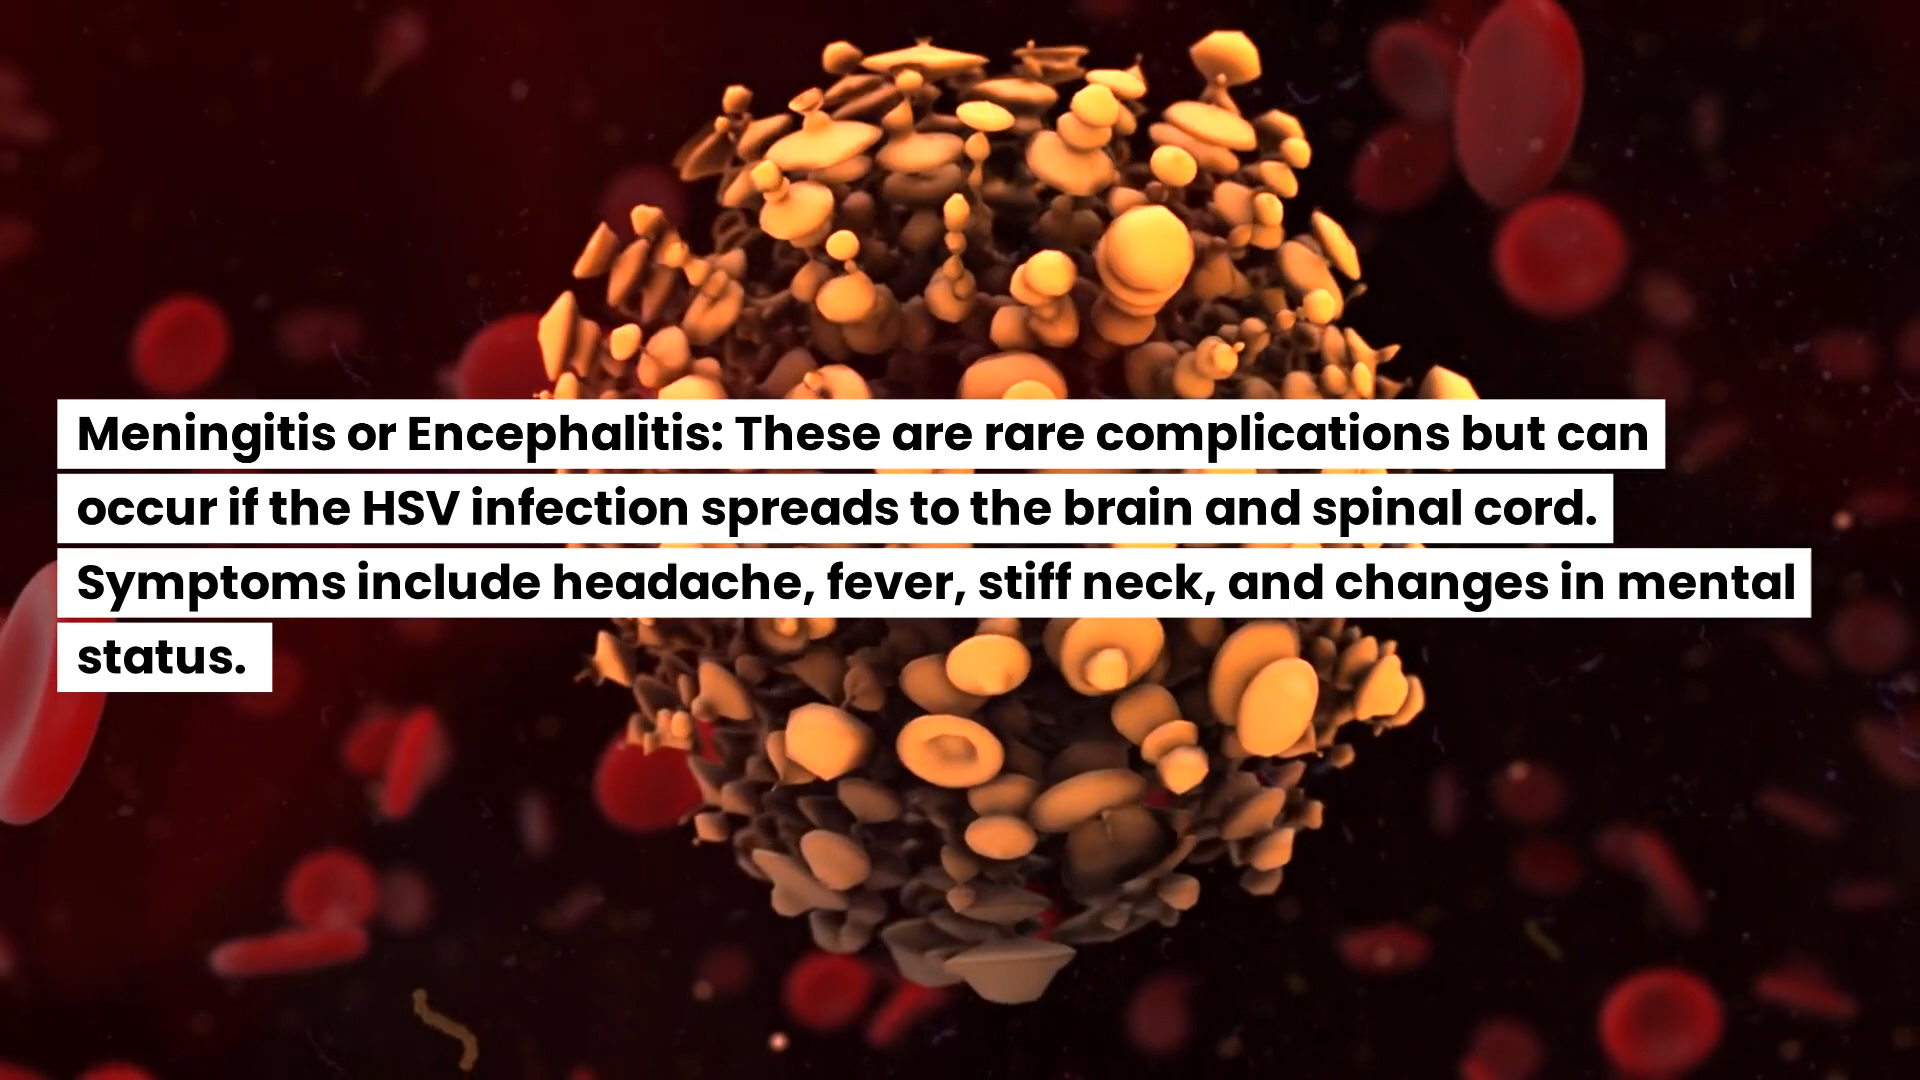 Meningitis or Encephalitis: These are rare complications but can
occur if the HSV infection spreads to the brain and spinal cord.
Symptoms include headache, fever, stiff neck, and changes in mental
status.